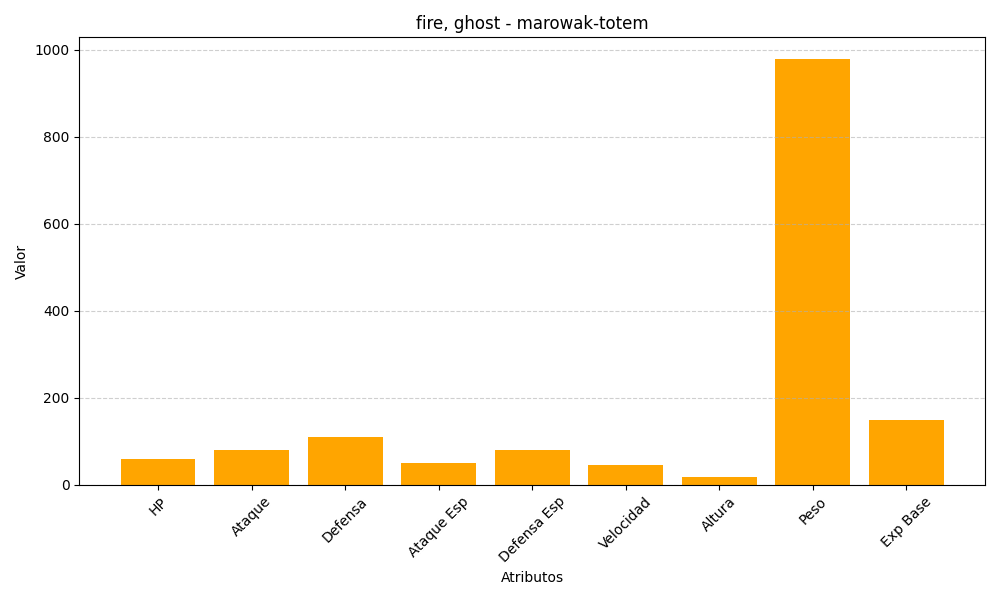 fire, ghost - marowak-totem
1000
800
600
400
200
0
Valor
HP
Ataque
Defensa
Ataque Esp
Defensa Esp
Velocidad
Altura
Peso
Exp Base
Atributos